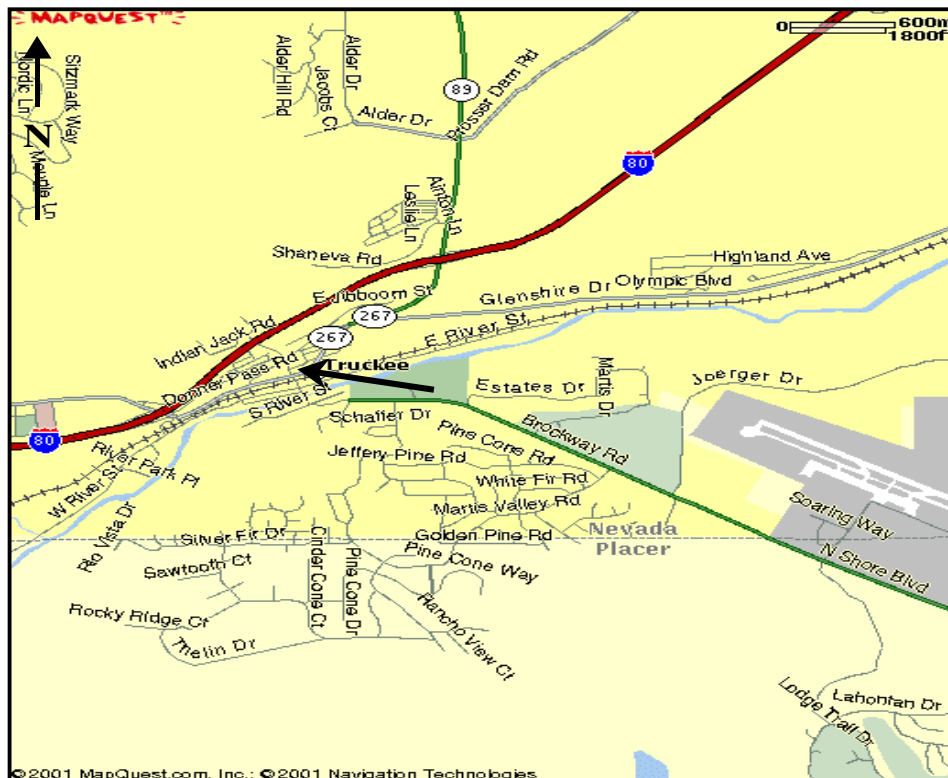 MAPQUEST™
0 600m
1800ft
Nordic Ln
Sitzmark Way
N
Meugle Ln
Alder Hill Rd
Jacobs Ct
Alder Dr
Alder Dr
89
Prosser Dam Rd
80
Ainton Ln
Leslie Ln
Shaneva Rd
Highland Ave
E Jibboom St
Glenshire Dr
Olympic Blvd
267
267
E River St
Indian Jack Rd
Donner Pass Rd
Truckee
S River St
Estates Dr
Martis Dr
Joerger Dr
Schaffer Dr
80
River Park Pl
W River St
Pine Cone Rd
Brockway Rd
Jeffery Pine Rd
White Fir Rd
Martis Valley Rd
Soaring Way
Rio Vista Dr
Silver Fir Dr
Golden Pine Rd
Nevada
Placer
N Shore Blvd
Sawtooth Ct
Cinder Cone Ct
Pine Cone Dr
Pine Cone Way
Rocky Ridge Ct
Thelin Dr
Rancho View Ct
Lodge Trail Dr
Lahontan Dr
©2001 MapQuest.com, Inc.; ©2001 Navigation Technologies